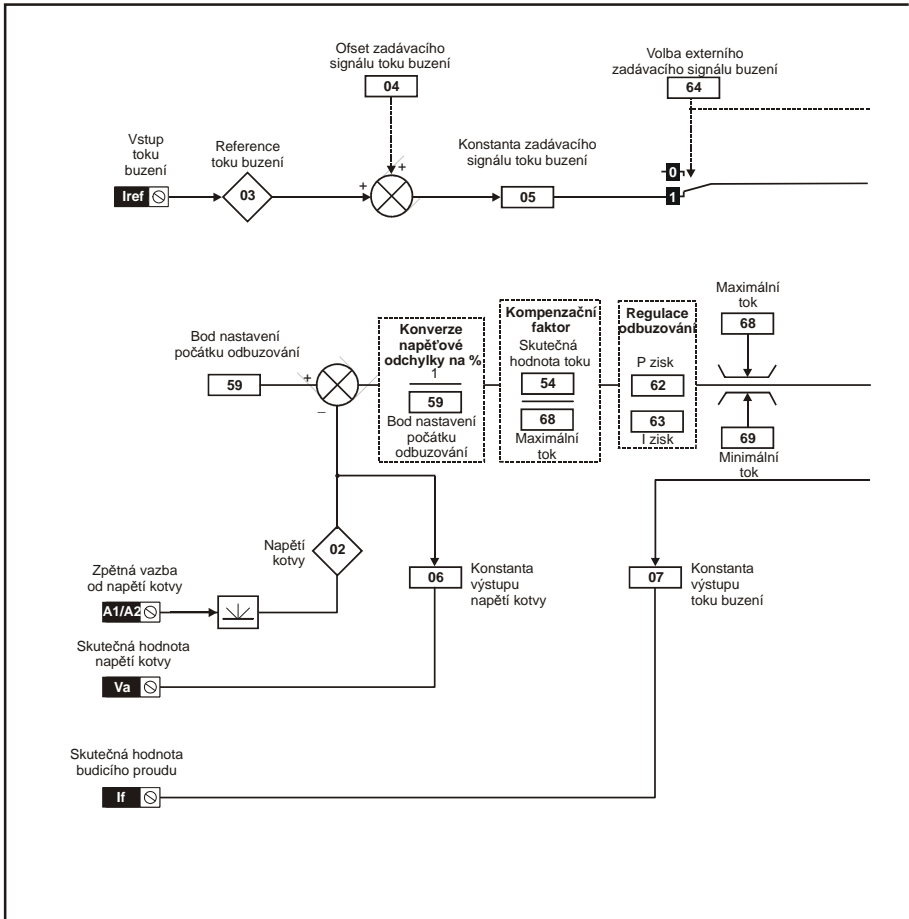 Ofset zadávacího
signálu toku buzení
04
Volba externího
zadávacího signálu buzení
64
Vstup
toku
buzení
Iref
Reference
toku buzení
03
+
+
Konstanta zadávacího
signálu toku buzení
05
0
1
Bod nastavení
počátku odbuzování
59
+
–
Konverze
napěťové
odchylky na %
1
59
Bod nastavení
počátku
odbuzování
Kompenzační
faktor
Skutečná
hodnota toku
54
68
Maximální
tok
Regulace
odbuzování
P zisk
62
63
I zisk
Maximální
tok
68
69
Minimální
tok
Napětí
kotvy
02
Zpětná vazba
od napětí kotvy
A1/A2
06
Konstanta
výstupu
napětí kotvy
07
Konstanta
výstupu
toku buzení
Skutečná hodnota
napětí kotvy
Va
Skutečná hodnota
budicího proudu
If